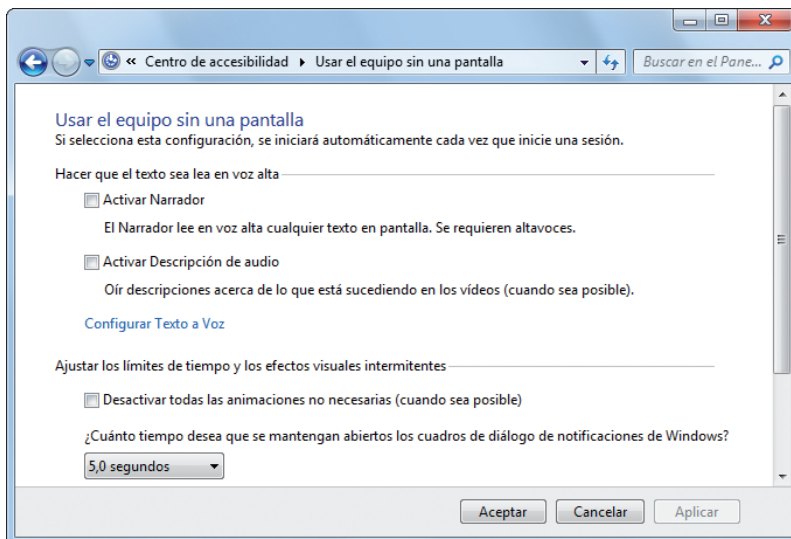 « Centro de accesibilidad ▸ Usar el equipo sin una pantalla
Buscar en el Pane...
Usar el equipo sin una pantalla
Si selecciona esta configuración, se iniciará automáticamente cada vez que inicie una sesión.
Hacer que el texto sea lea en voz alta
Activar Narrador
El Narrador lee en voz alta cualquier texto en pantalla. Se requieren altavoces.
Activar Descripción de audio
Oír descripciones acerca de lo que está sucediendo en los vídeos (cuando sea posible).
Configurar Texto a Voz
Ajustar los límites de tiempo y los efectos visuales intermitentes
Desactivar todas las animaciones no necesarias (cuando sea posible)
¿Cuánto tiempo desea que se mantengan abiertos los cuadros de diálogo de notificaciones de Windows?
5,0 segundos
Aceptar Cancelar Aplicar